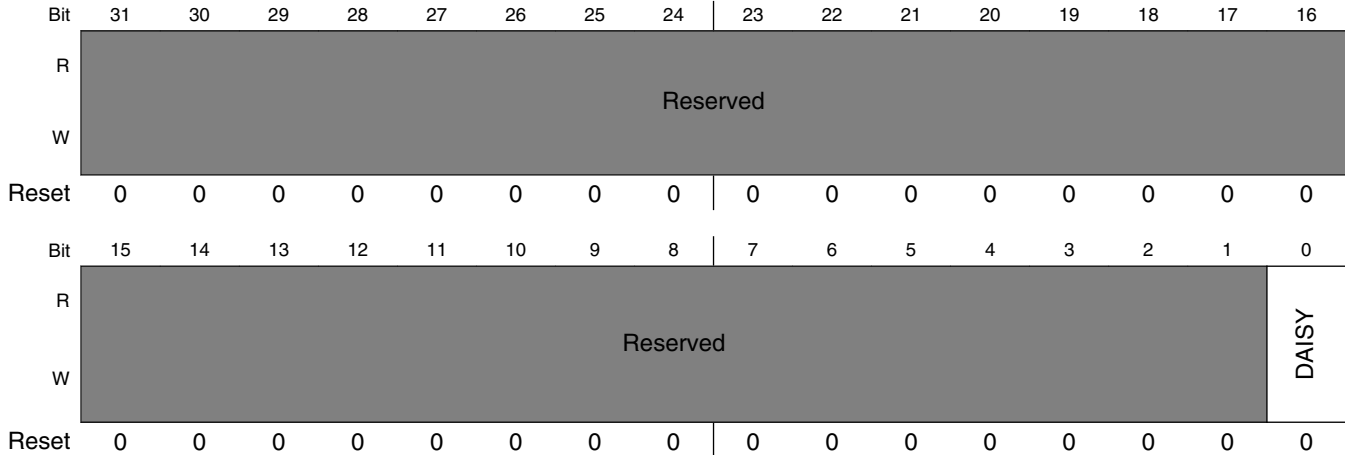 Bit 31 30 29 28 27 26 25 24 23 22 21 20 19 18 17 16
R
Reserved
W
Reset 0 0 0 0 0 0 0 0 0 0 0 0 0 0 0 0
Bit 15 14 13 12 11 10 9 8 7 6 5 4 3 2 1 0
R
Reserved
DAISY
W
Reset 0 0 0 0 0 0 0 0 0 0 0 0 0 0 0 0